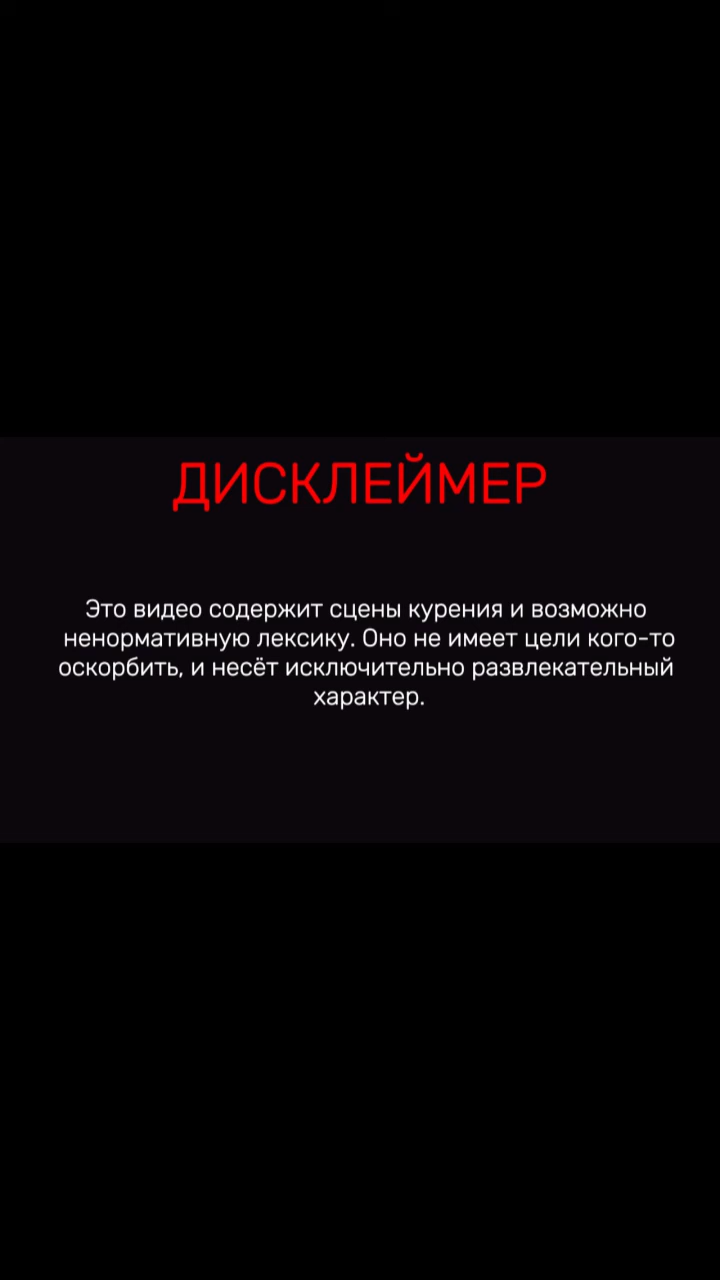 ДИСКЛЕЙМЕР
Это видео содержит сцены курения и возможно
ненормативную лексику. Оно не имеет цели кого-то
оскорбить, и несёт исключительно развлекательный
характер.